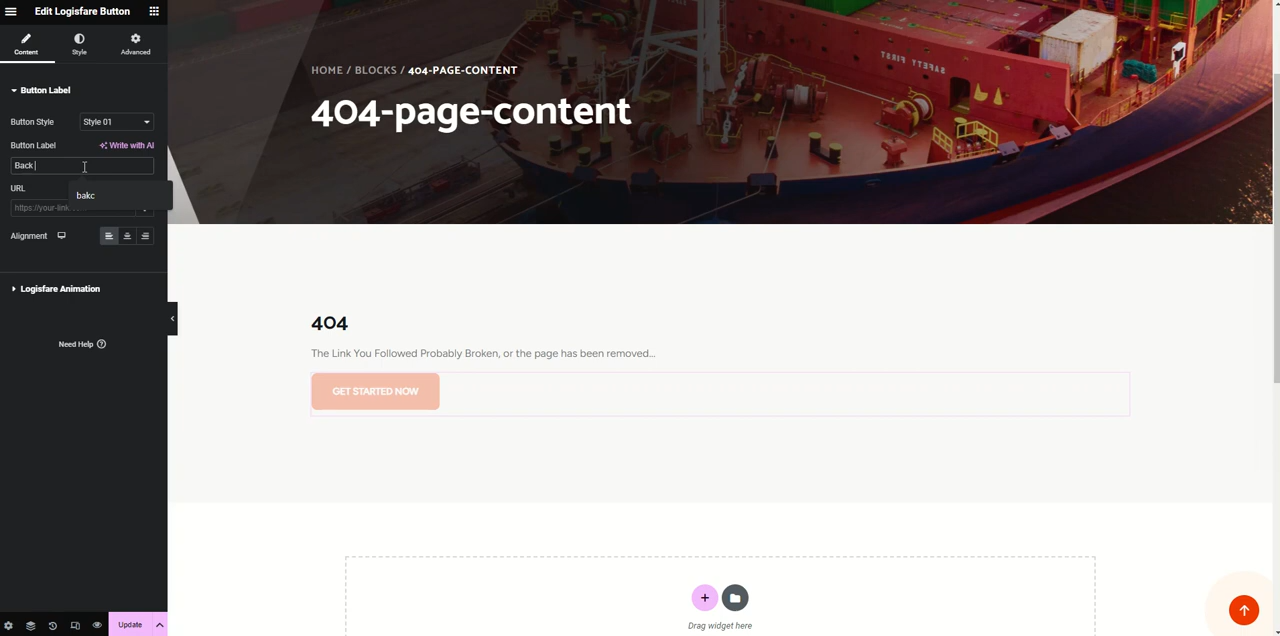 Edit Logisfare Button
Content
Style
Advanced
Button Label
Button Style
Style 01
Button Label
Write with AI
Back
bakc
URL
https://your-link.
Alignment
Logisfare Animation
Need Help
Update
HOME / BLOCKS / 404-PAGE-CONTENT
404-page-content
SAFETY FIRST
404
The Link You Followed Probably Broken, or the page has been removed...
GET STARTED NOW
Drag widget here